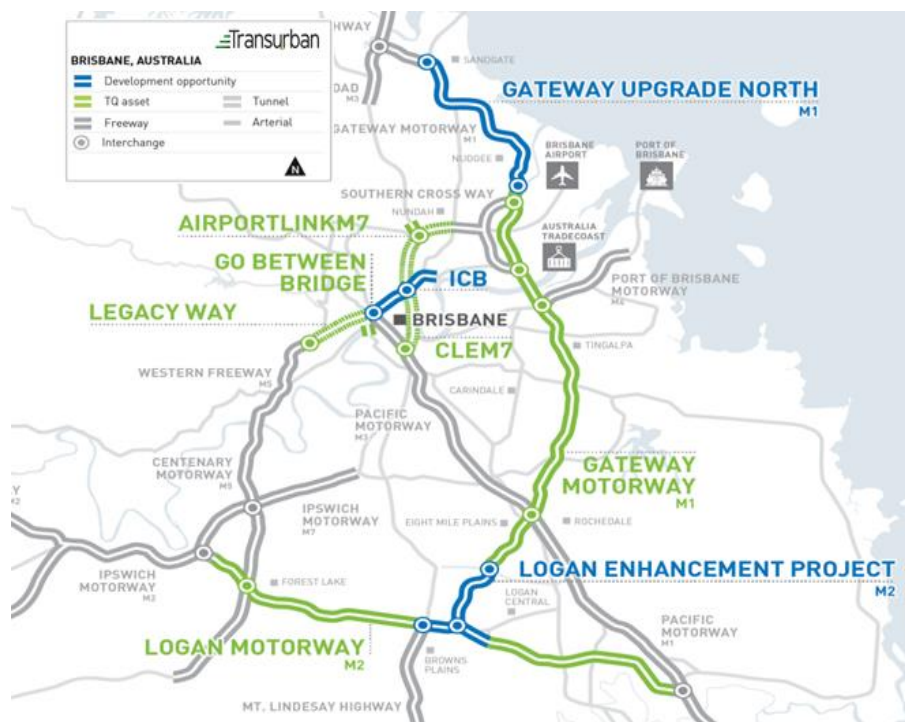 Transurban
BRISBANE, AUSTRALIA
Development opportunity
TQ asset
Tunnel
Freeway
Arterial
Interchange
N
HWAY
OAD
M3
SANDGATE
GATEWAY UPGRADE NORTH
M1
GATEWAY MOTORWAY
M1
NUDGEE
BRISBANE
AIRPORT
PORT OF
BRISBANE
SOUTHERN CROSS WAY
NUNDAH
AIRPORTLINKM7
AUSTRALIA
TRADECOAST
GO BETWEEN
BRIDGE
ICB
PORT OF BRISBANE
MOTORWAY
M4
LEGACY WAY
BRISBANE
CLEM7
TINGALPA
WESTERN FREEWAY
M5
CARINDALE
PACIFIC
MOTORWAY
M3
CENTENARY
MOTORWAY
M5
GATEWAY
MOTORWAY
M1
Y
M2
IPSWICH
MOTORWAY
M7
EIGHT MILE PLAINS
ROCHEDALE
IPSWICH
MOTORWAY
M2
FOREST LAKE
LOGAN ENHANCEMENT PROJECT
M2
LOGAN
CENTRAL
LOGAN MOTORWAY
M2
BROWNS
PLAINS
PACIFIC
MOTORWAY
M1
MT. LINDESAY HIGHWAY